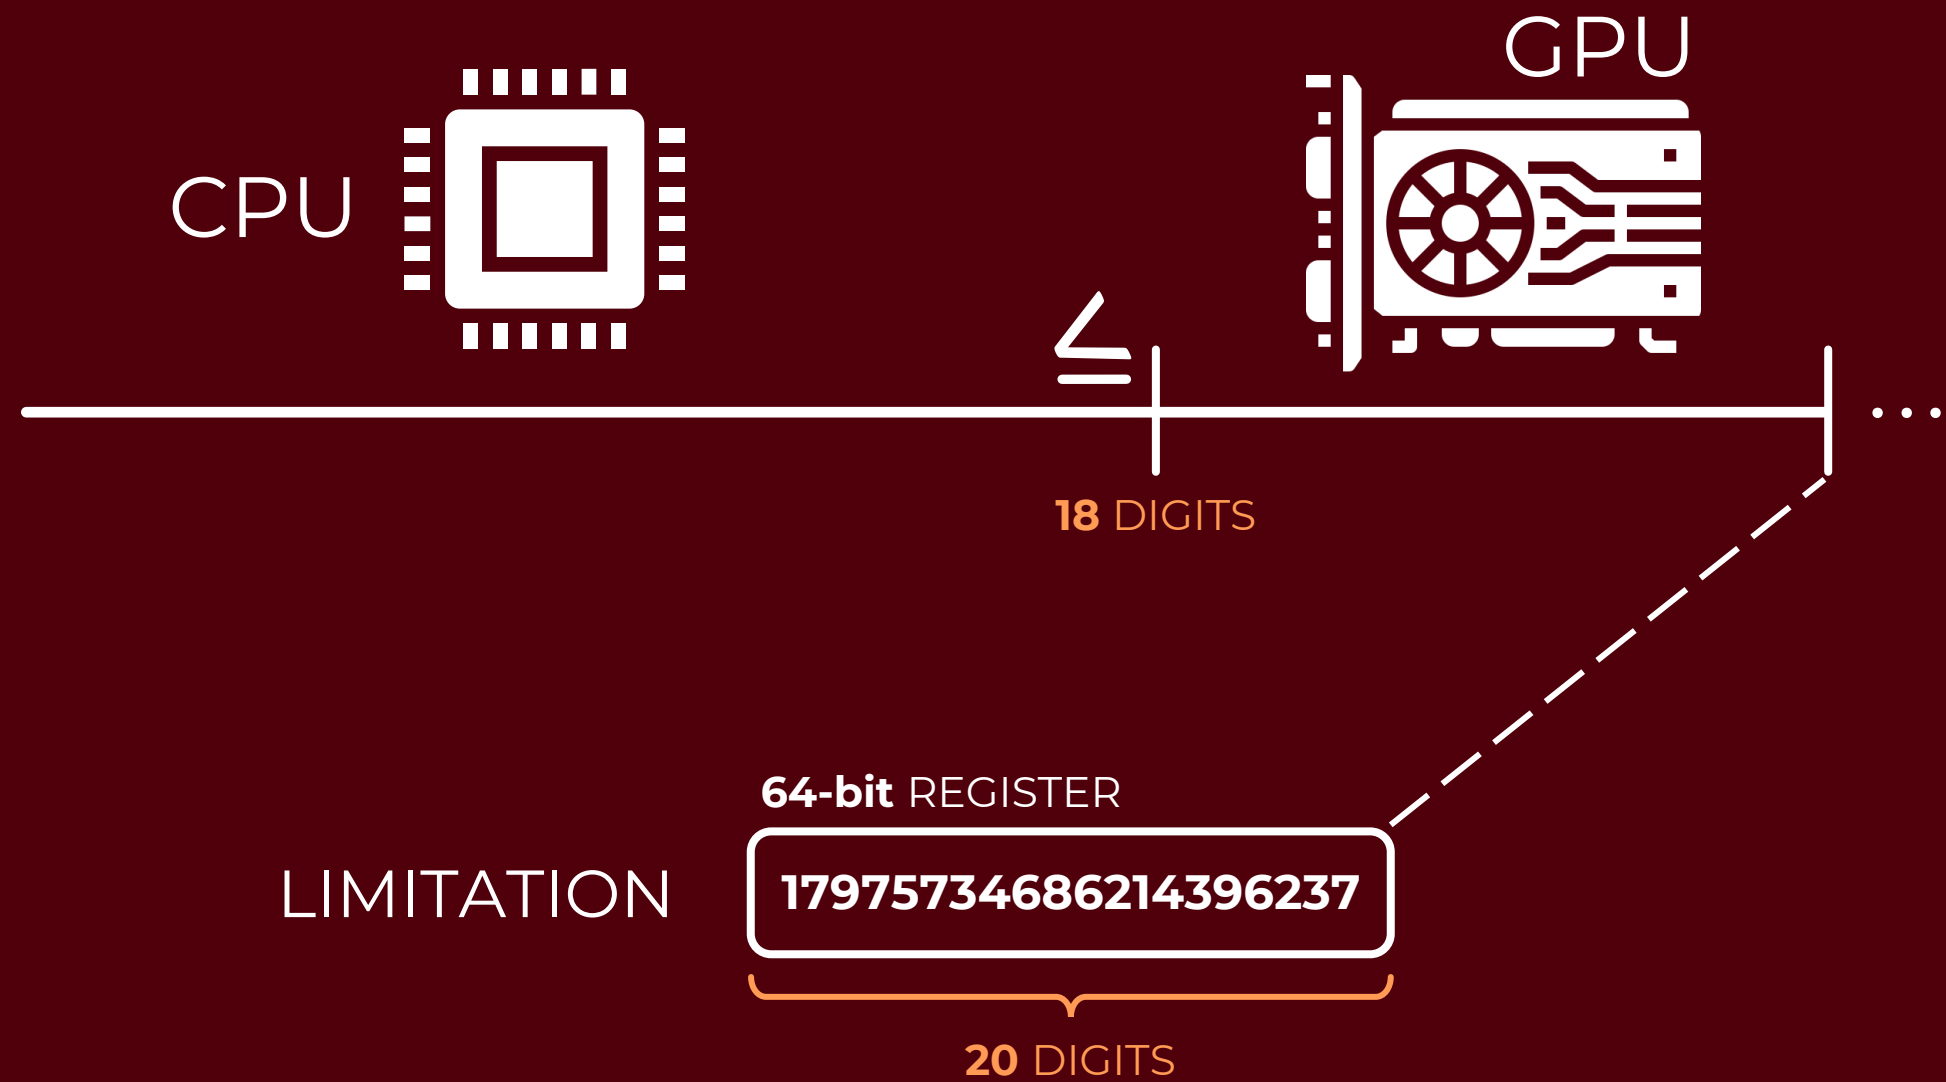 GPU
CPU
≤
...
18 DIGITS
64-bit REGISTER
LIMITATION
17975734686214396237
20 DIGITS